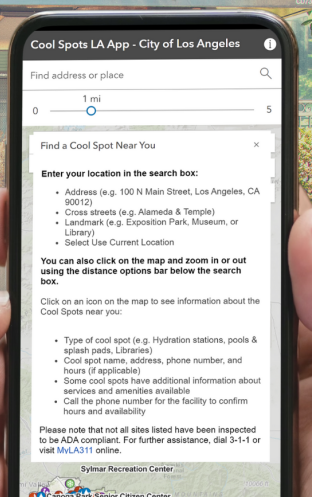 Cool Spots LA App - City of Los Angeles
Find address or place
1 mi
0
5
Find a Cool Spot Near You ×
Enter your location in the search box:
• Address (e.g. 100 N Main Street, Los Angeles, CA
90012)
• Cross streets (e.g. Alameda & Temple)
• Landmark (e.g. Exposition Park, Museum, or
Library)
• Select Use Current Location
You can also click on the map and zoom in or out
using the distance options bar below the search
box.
Click on an icon on the map to see information about the
Cool Spots near you:
• Type of cool spot (e.g. Hydration stations, pools &
splash pads, Libraries)
• Cool spot name, address, phone number, and
hours (if applicable)
• Some cool spots have additional information about
services and amenities available
• Call the phone number for the facility to confirm
hours and availability
Please note that not all sites listed have been inspected
to be ADA compliant. For further assistance, dial 3-1-1 or
visit MyLA311 online.
Sylmar Recreation Center
Canoga Park Senior Citizen Center